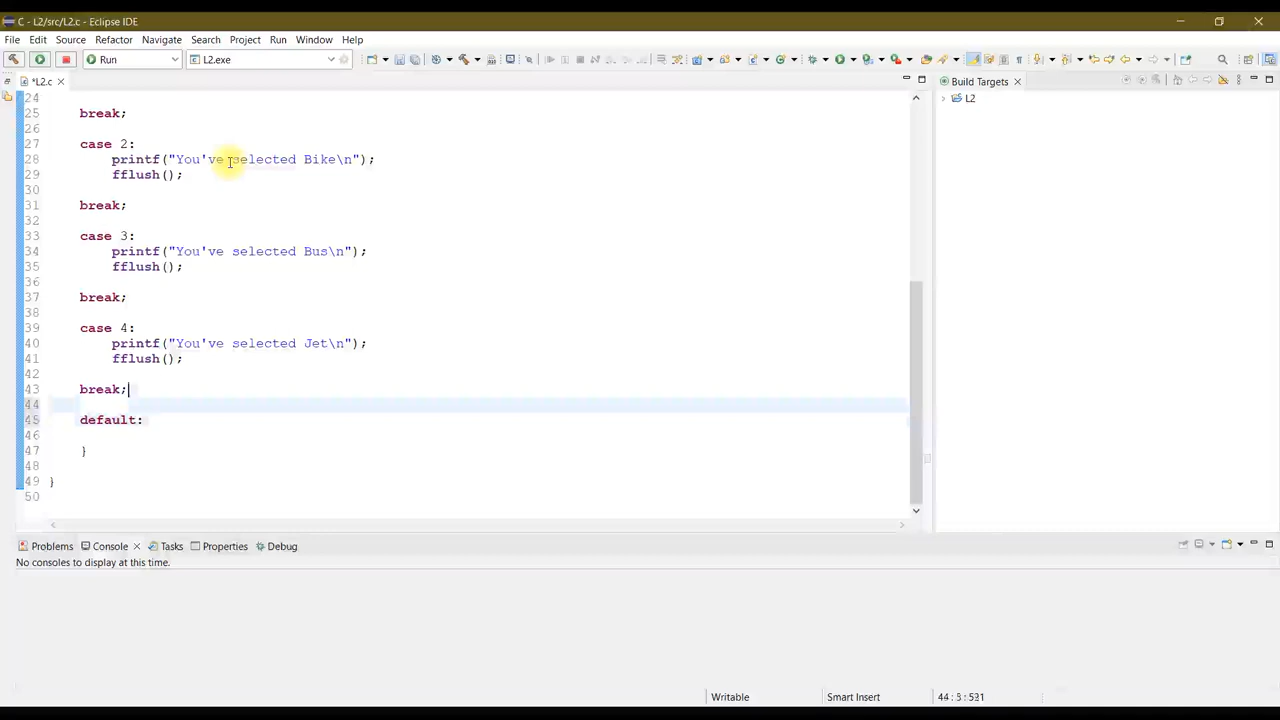 C - L2/src/L2.c - Eclipse IDE
File Edit Source Refactor Navigate Search Project Run Window Help
Run L2.exe
*L2.c
Build Targets
L2
24
25 break;
26
27 case 2:
28 printf("You've selected Bike\n");
29 fflush();
30
31 break;
32
33 case 3:
34 printf("You've selected Bus\n");
35 fflush();
36
37 break;
38
39 case 4:
40 printf("You've selected Jet\n");
41 fflush();
42
43 break;
44
45 default:
46
47 }
48
49 }
50
Problems Console Tasks Properties Debug
No consoles to display at this time.
Writable Smart Insert 44 : 5 : 531